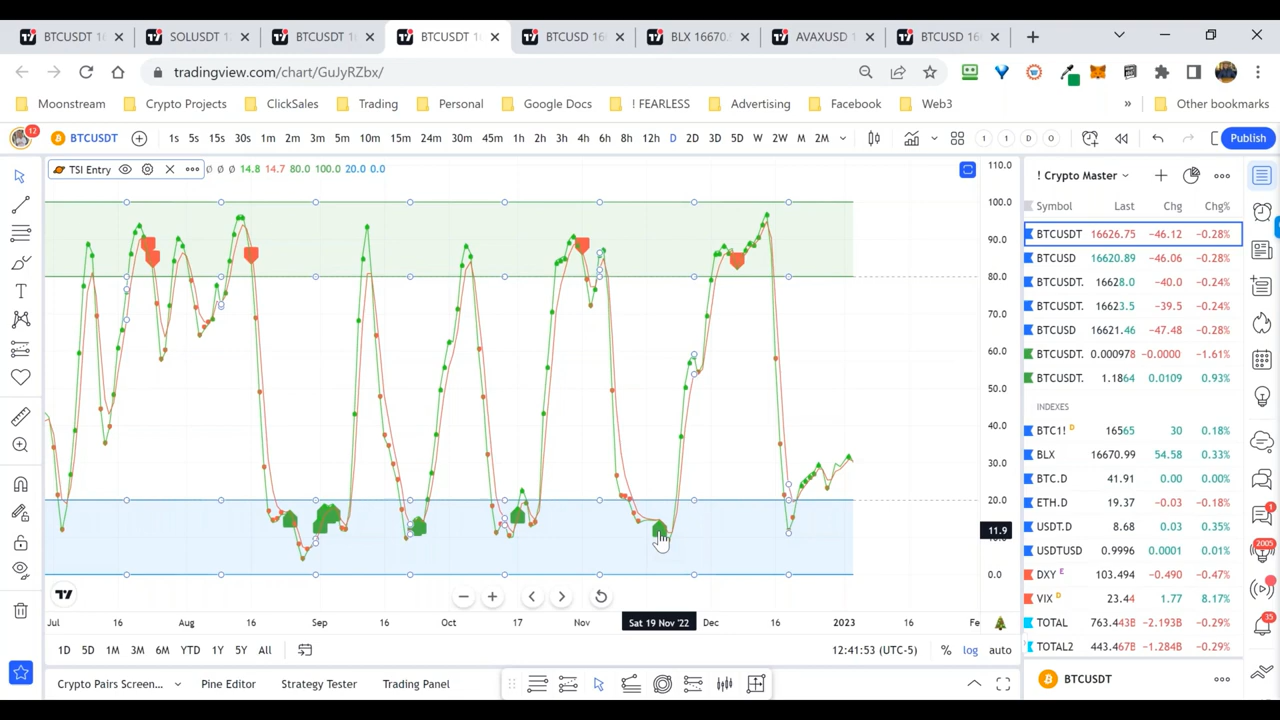 BTCUSDT 16
SOLUSDT 1
BTCUSDT 16
BTCUSDT 16
BTCUSD 16
BLX 16670.
AVAXUSD 1
BTCUSD 16
tradingview.com/chart/GuJyRZbx/
Moonstream
Crypto Projects
ClickSales
Trading
Personal
Google Docs
! FEARLESS
Advertising
Facebook
Web3
»
Other bookmarks
12
BTCUSDT
1s 5s 15s 30s 1m 2m 3m 5m 10m 15m 24m 30m 45m 1h 2h 3h 4h 6h 8h 12h D 2D 3D 5D W 2W M 2M
1 1 D O
Publish
TSI Entry
Ø Ø Ø 14.8 14.7 80.0 100.0 20.0 0.0
110.0
100.0
90.0
80.0
70.0
60.0
50.0
40.0
30.0
20.0
11.9
0.0
Jul 16 Aug 16 Sep 16 Oct 17 Nov Sat 19 Nov '22 Dec 16 2023 16 Fe
1D 5D 1M 3M 6M YTD 1Y 5Y All
12:41:53 (UTC-5)
% log auto
Crypto Pairs Screen...
Pine Editor
Strategy Test
Trading Panel
! Crypto Master
Symbol Last Chg Chg%
BTCUSDT 16626.75 −46.12 −0.28%
BTCUSD 16620.89 −46.06 −0.28%
BTCUSDT. 16628.0 −40.0 −0.24%
BTCUSDT. 16623.5 −39.5 −0.24%
BTCUSD 16621.46 −47.48 −0.28%
BTCUSDT. 0.000978 −0.0000 −1.61%
BTCUSDT. 1.1864 0.0109 0.93%
INDEXES
BTC1! D 16565 30 0.18%
BLX 16670.99 54.58 0.33%
BTC.D 41.91 0.00 0.00%
ETH.D 19.37 −0.03 −0.18%
USDT.D 8.68 0.03 0.35%
USDTUSD 0.9996 0.0001 0.01%
DXY E 103.494 −0.490 −0.47%
VIX D 23.44 1.77 8.17%
TOTAL 763.443B −2.193B −0.29%
TOTAL2 443.467B −1.284B −0.29%
BTCUSDT
1
2005
35